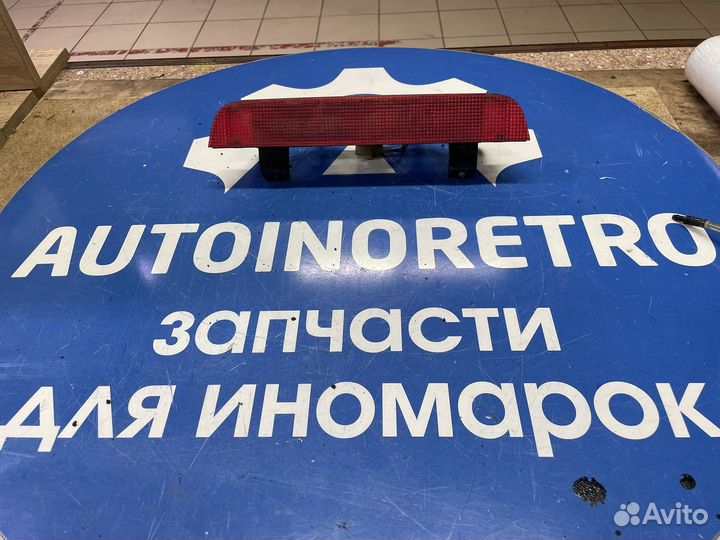 AUTOINORETRO
запчасти
для иномарок
Avito